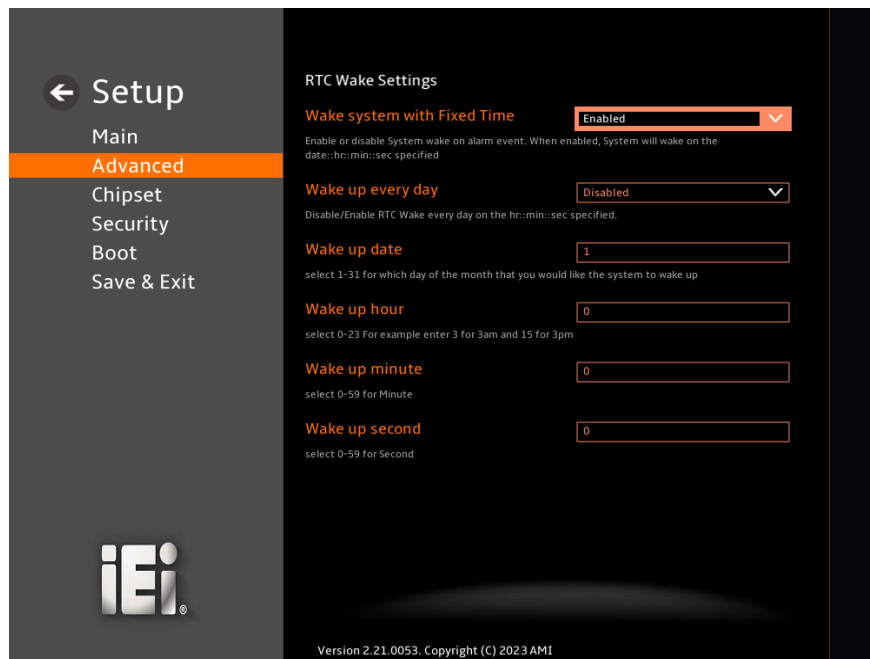 Setup
Main
Advanced
Chipset
Security
Boot
Save & Exit
iEi®
RTC Wake Settings
Wake system with Fixed Time
Enabled
Enable or disable System wake on alarm event. When enabled, System will wake on the
date::hr::min::sec specified
Wake up every day
Disabled
Disable/Enable RTC Wake every day on the hr::min::sec specified.
Wake up date
1
select 1-31 for which day of the month that you would like the system to wake up
Wake up hour
0
select 0-23 For example enter 3 for 3am and 15 for 3pm
Wake up minute
0
select 0-59 for Minute
Wake up second
0
select 0-59 for Second
Version 2.21.0053. Copyright (C) 2023 AMI